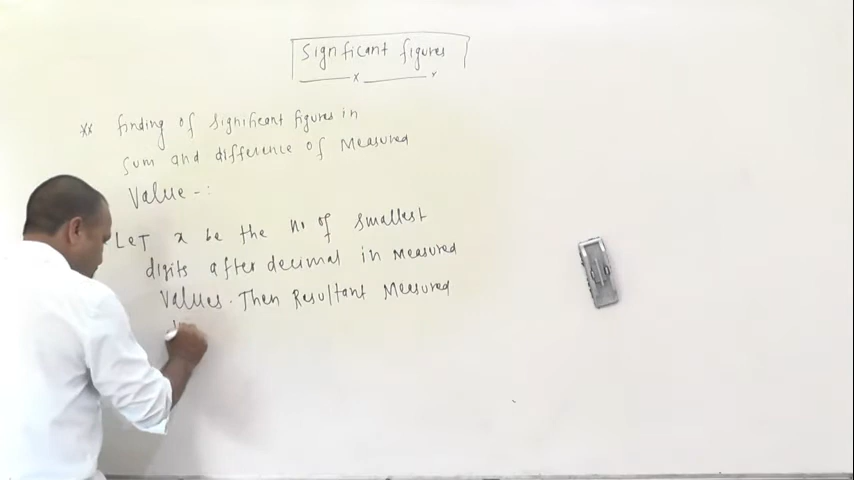 Significant figures
** finding of significant figures in
sum and difference of Measured
Value -:
Let x be the no of smallest
digits after decimal in Measured
Values. Then Resultant Measured